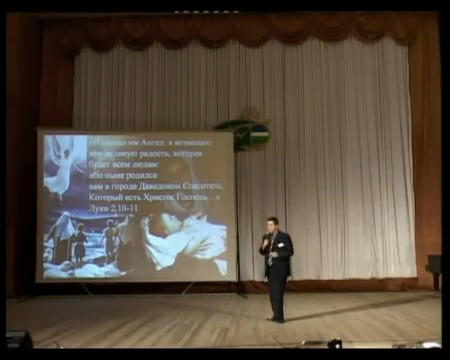 «И сказал им Ангел: я возвещаю
вам великую радость, которая
будет всем людям:
ибо ныне родился
вам в городе Давидовом Спаситель,
Который есть Христос Господь...»
Луки 2,10-11